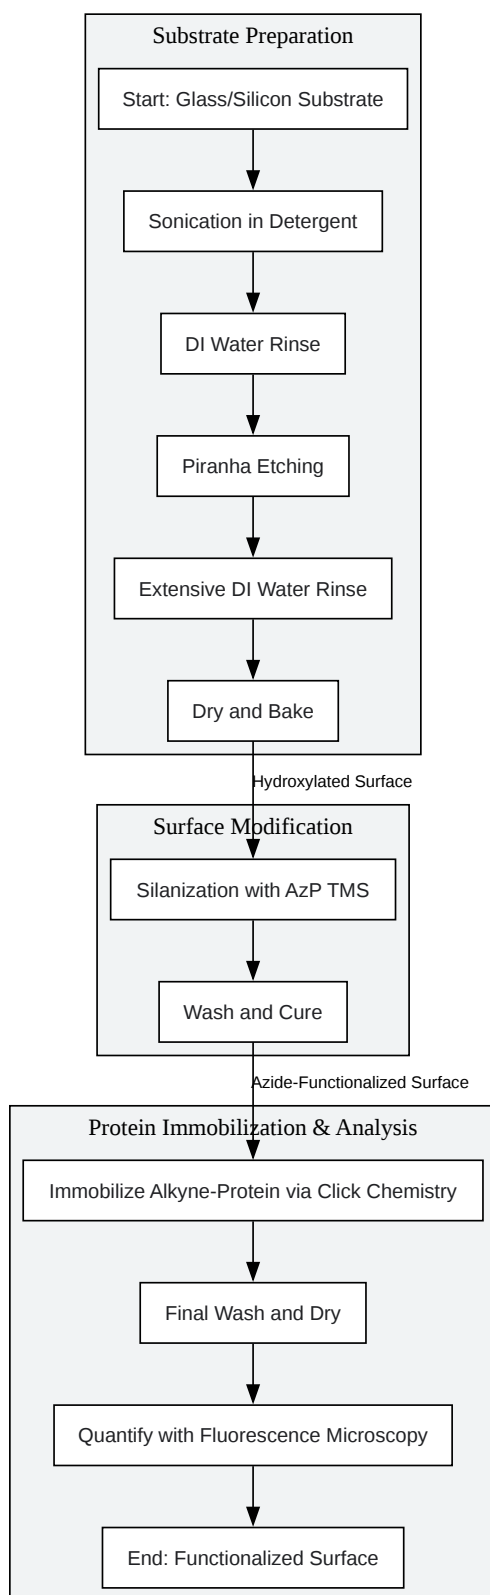 Substrate Preparation
Start: Glass/Silicon Substrate
Sonication in Detergent
DI Water Rinse
Piranha Etching
Extensive DI Water Rinse
Dry and Bake
Hydroxylated Surface
Surface Modification
Silanization with AzP TMS
Wash and Cure
Azide-Functionalized Surface
Protein Immobilization & Analysis
Immobilize Alkyne-Protein via Click Chemistry
Final Wash and Dry
Quantify with Fluorescence Microscopy
End: Functionalized Surface